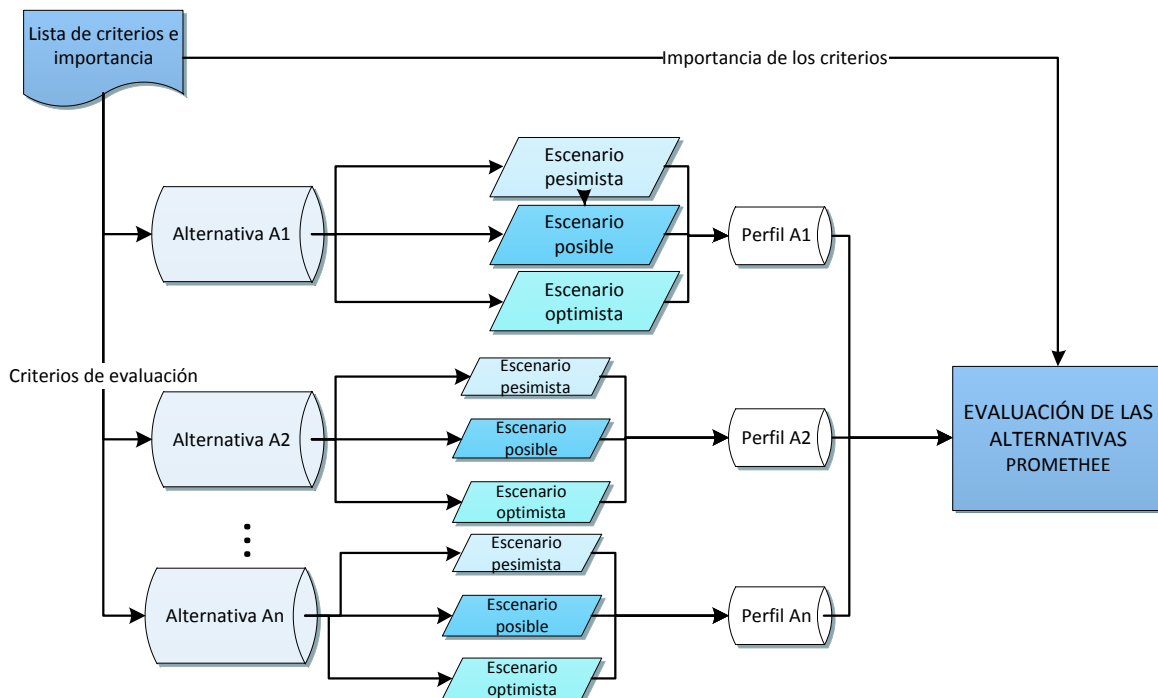 Lista de criterios e
importancia
Importancia de los criterios
Escenario
pesimista
Alternativa A1
Escenario
posible
Perfil A1
Escenario
optimista
Criterios de evaluación
Escenario
pesimista
Alternativa A2
Escenario
posible
Perfil A2
EVALUACIÓN DE LAS
ALTERNATIVAS
PROMETHEE
Escenario
optimista
...
Escenario
pesimista
Alternativa An
Escenario
posible
Perfil An
Escenario
optimista